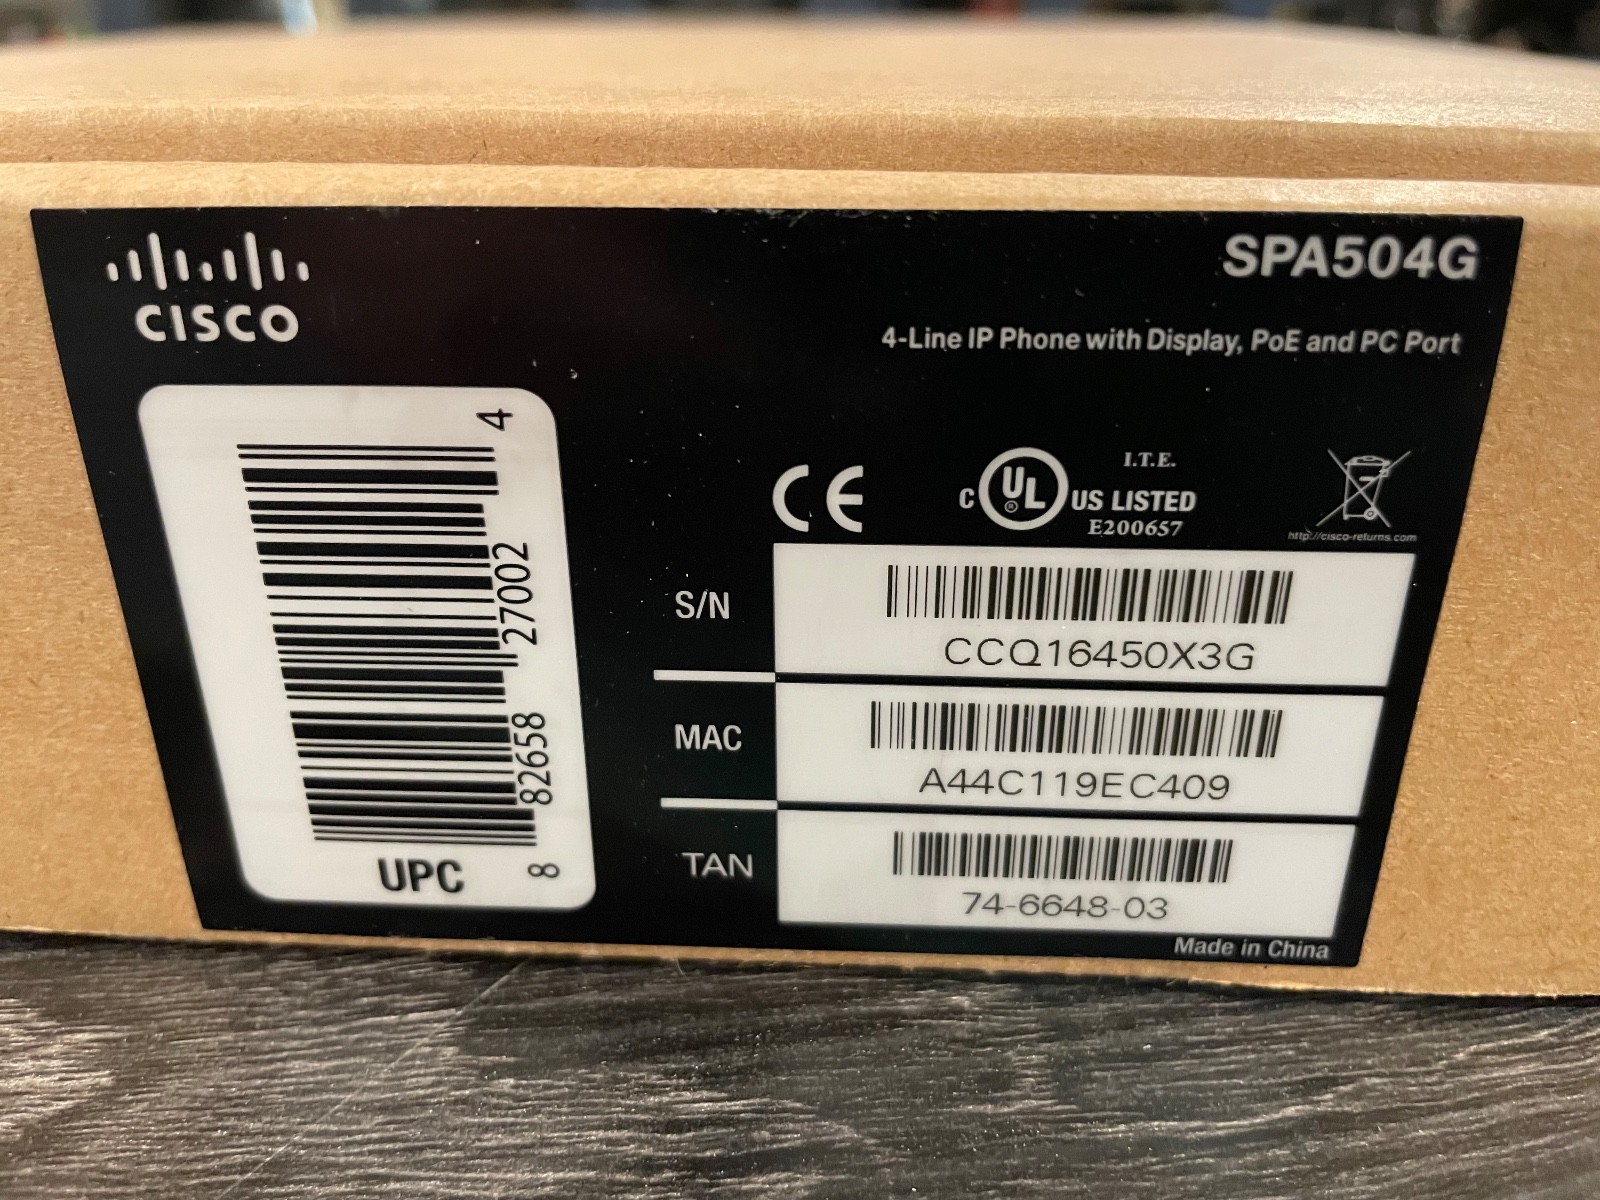 CISCO
SPA504G
4-Line IP Phone with Display, PoE and PC Port
8 82658 27002 4
UPC
CE
I.T.E.
C UL ® US LISTED
E200657
http://cisco-returns.com
S/N
CCQ16450X3G
MAC
A44C119EC409
TAN
74-6648-03
Made in China